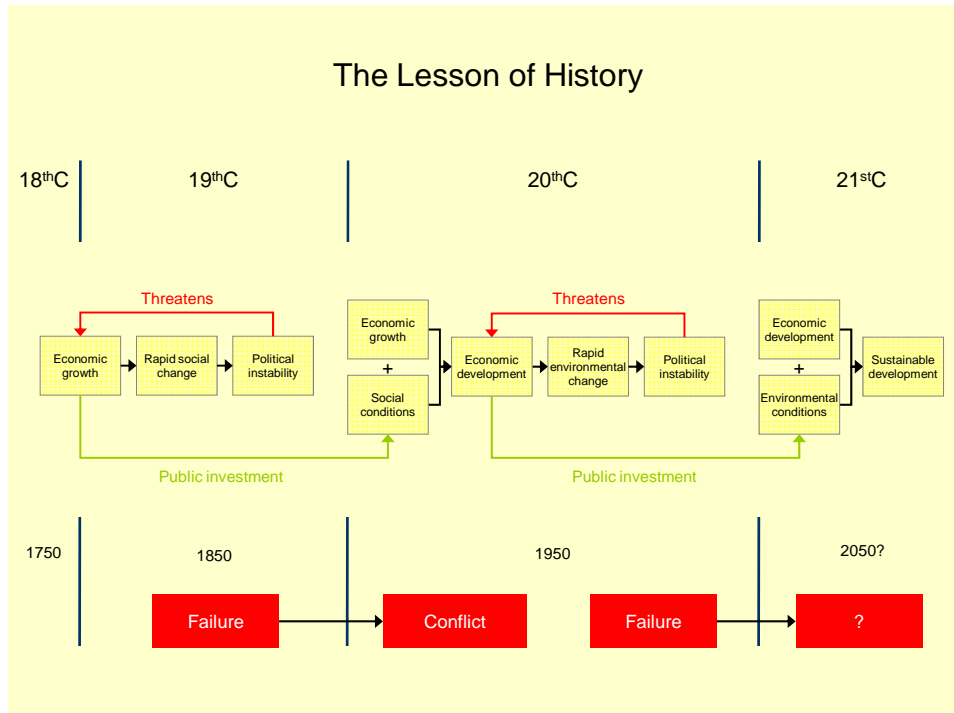 The Lesson of History
18thC
19thC
20thC
21stC
Threatens
Threatens
Economic
growth
Rapid social
change
Political
instability
Economic
growth
+
Social
conditions
Economic
development
Rapid
environmental
change
Political
instability
Economic
development
+
Environmental
conditions
Sustainable
development
Public investment
Public investment
1750
1850
1950
2050?
Failure
Conflict
Failure
?